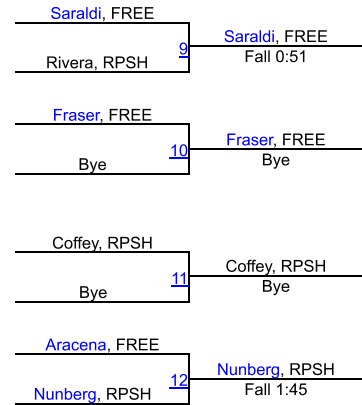 Saraldi, FREE
9
Saraldi, FREE
Rivera, RPSH
Fall 0:51
Fraser, FREE
10
Fraser, FREE
Bye
Bye
Coffey, RPSH
11
Coffey, RPSH
Bye
Bye
Aracena, FREE
12
Nunberg, RPSH
Nunberg, RPSH
Fall 1:45